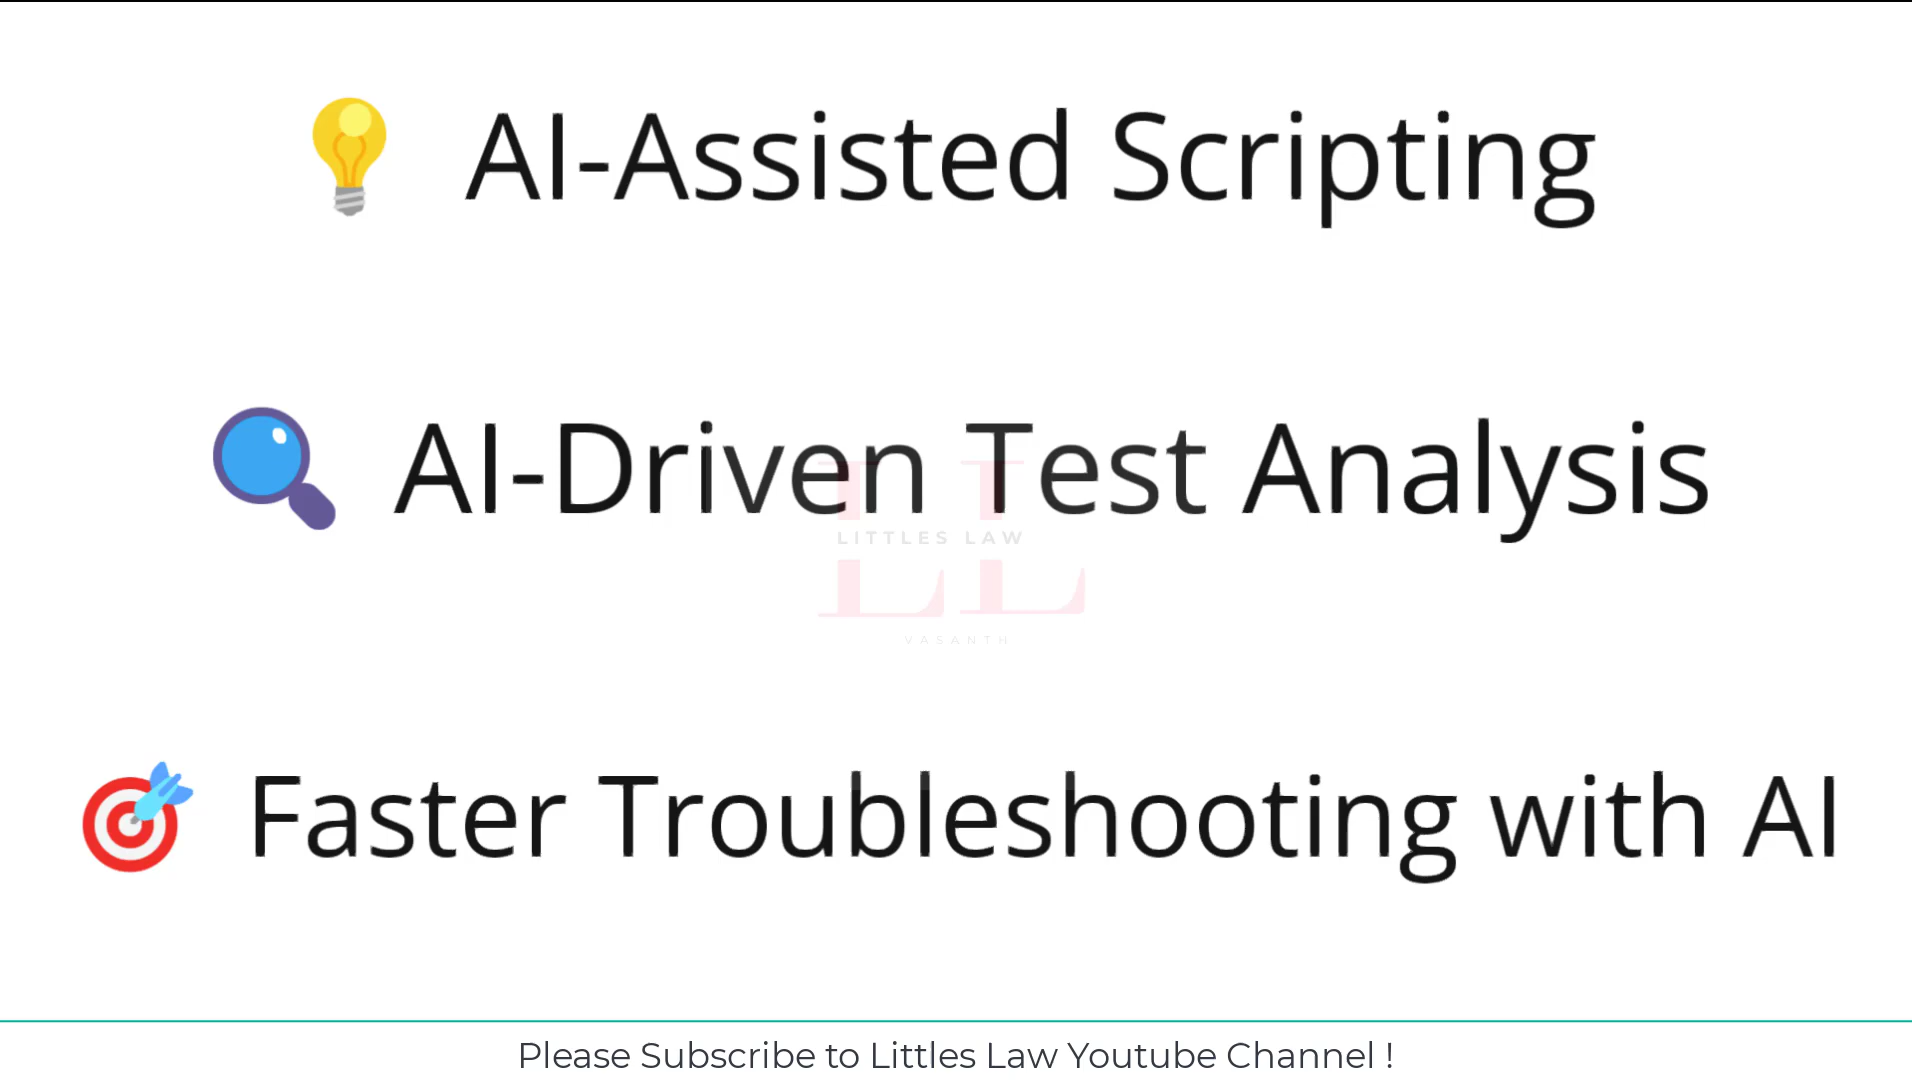 AI-Assisted Scripting
AI-Driven Test Analysis
LITTLES LAW
LL
VASANTH
Faster Troubleshooting with AI
Please Subscribe to Littles Law Youtube Channel !